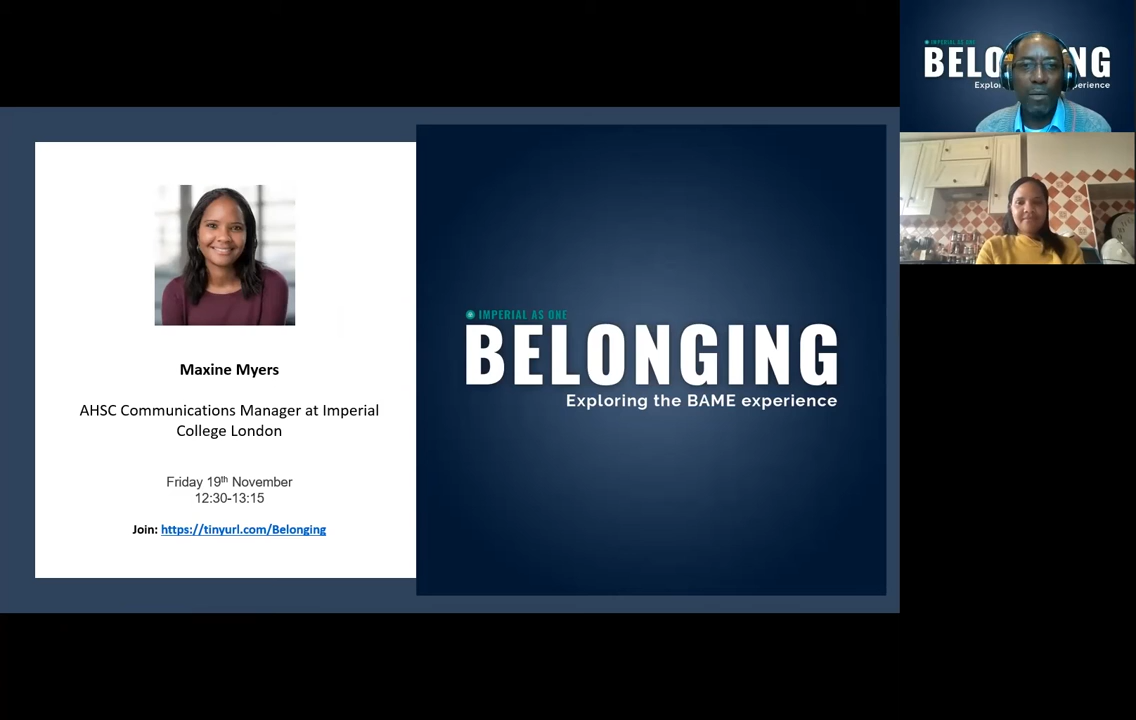 Maxine Myers
AHSC Communications Manager at Imperial
College London
Friday 19th November
12:30-13:15
Join: https://tinyurl.com/Belonging
IMPERIAL AS ONE
BELONGING
Exploring the BAME experience
IMPERIAL AS ONE
BELO NG
Explor erience